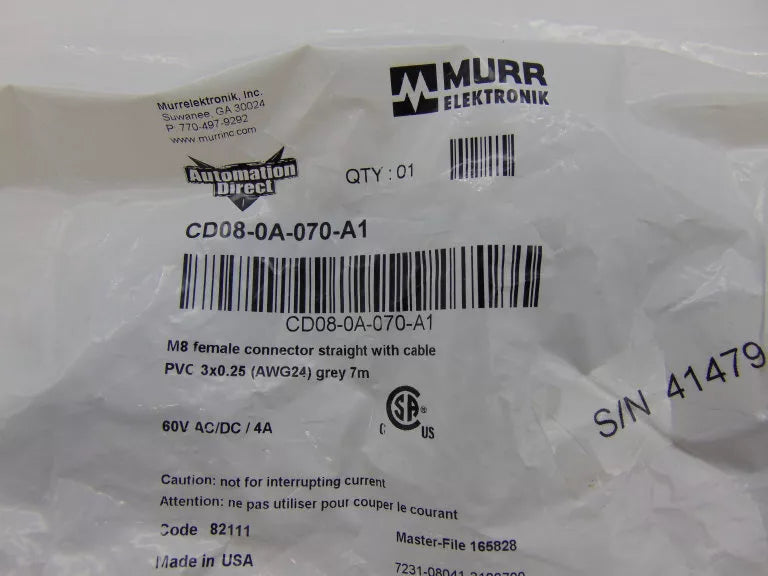 Murrelektronik, Inc.
Suwanee, GA 30024
P: 770-497-9292
www.murrinc.com
MURR
ELEKTRONIK
Automation
Direct
QTY : 01
CD08-0A-070-A1
CD08-0A-070-A1
M8 female connector straight with cable
PVC 3x0.25 (AWG24) grey 7m
60V AC/DC / 4A
C SA ® US
S/N 41479
Caution: not for interrupting current
Attention: ne pas utiliser pour couper le courant
Code 82111
Master-File 165828
Made in USA